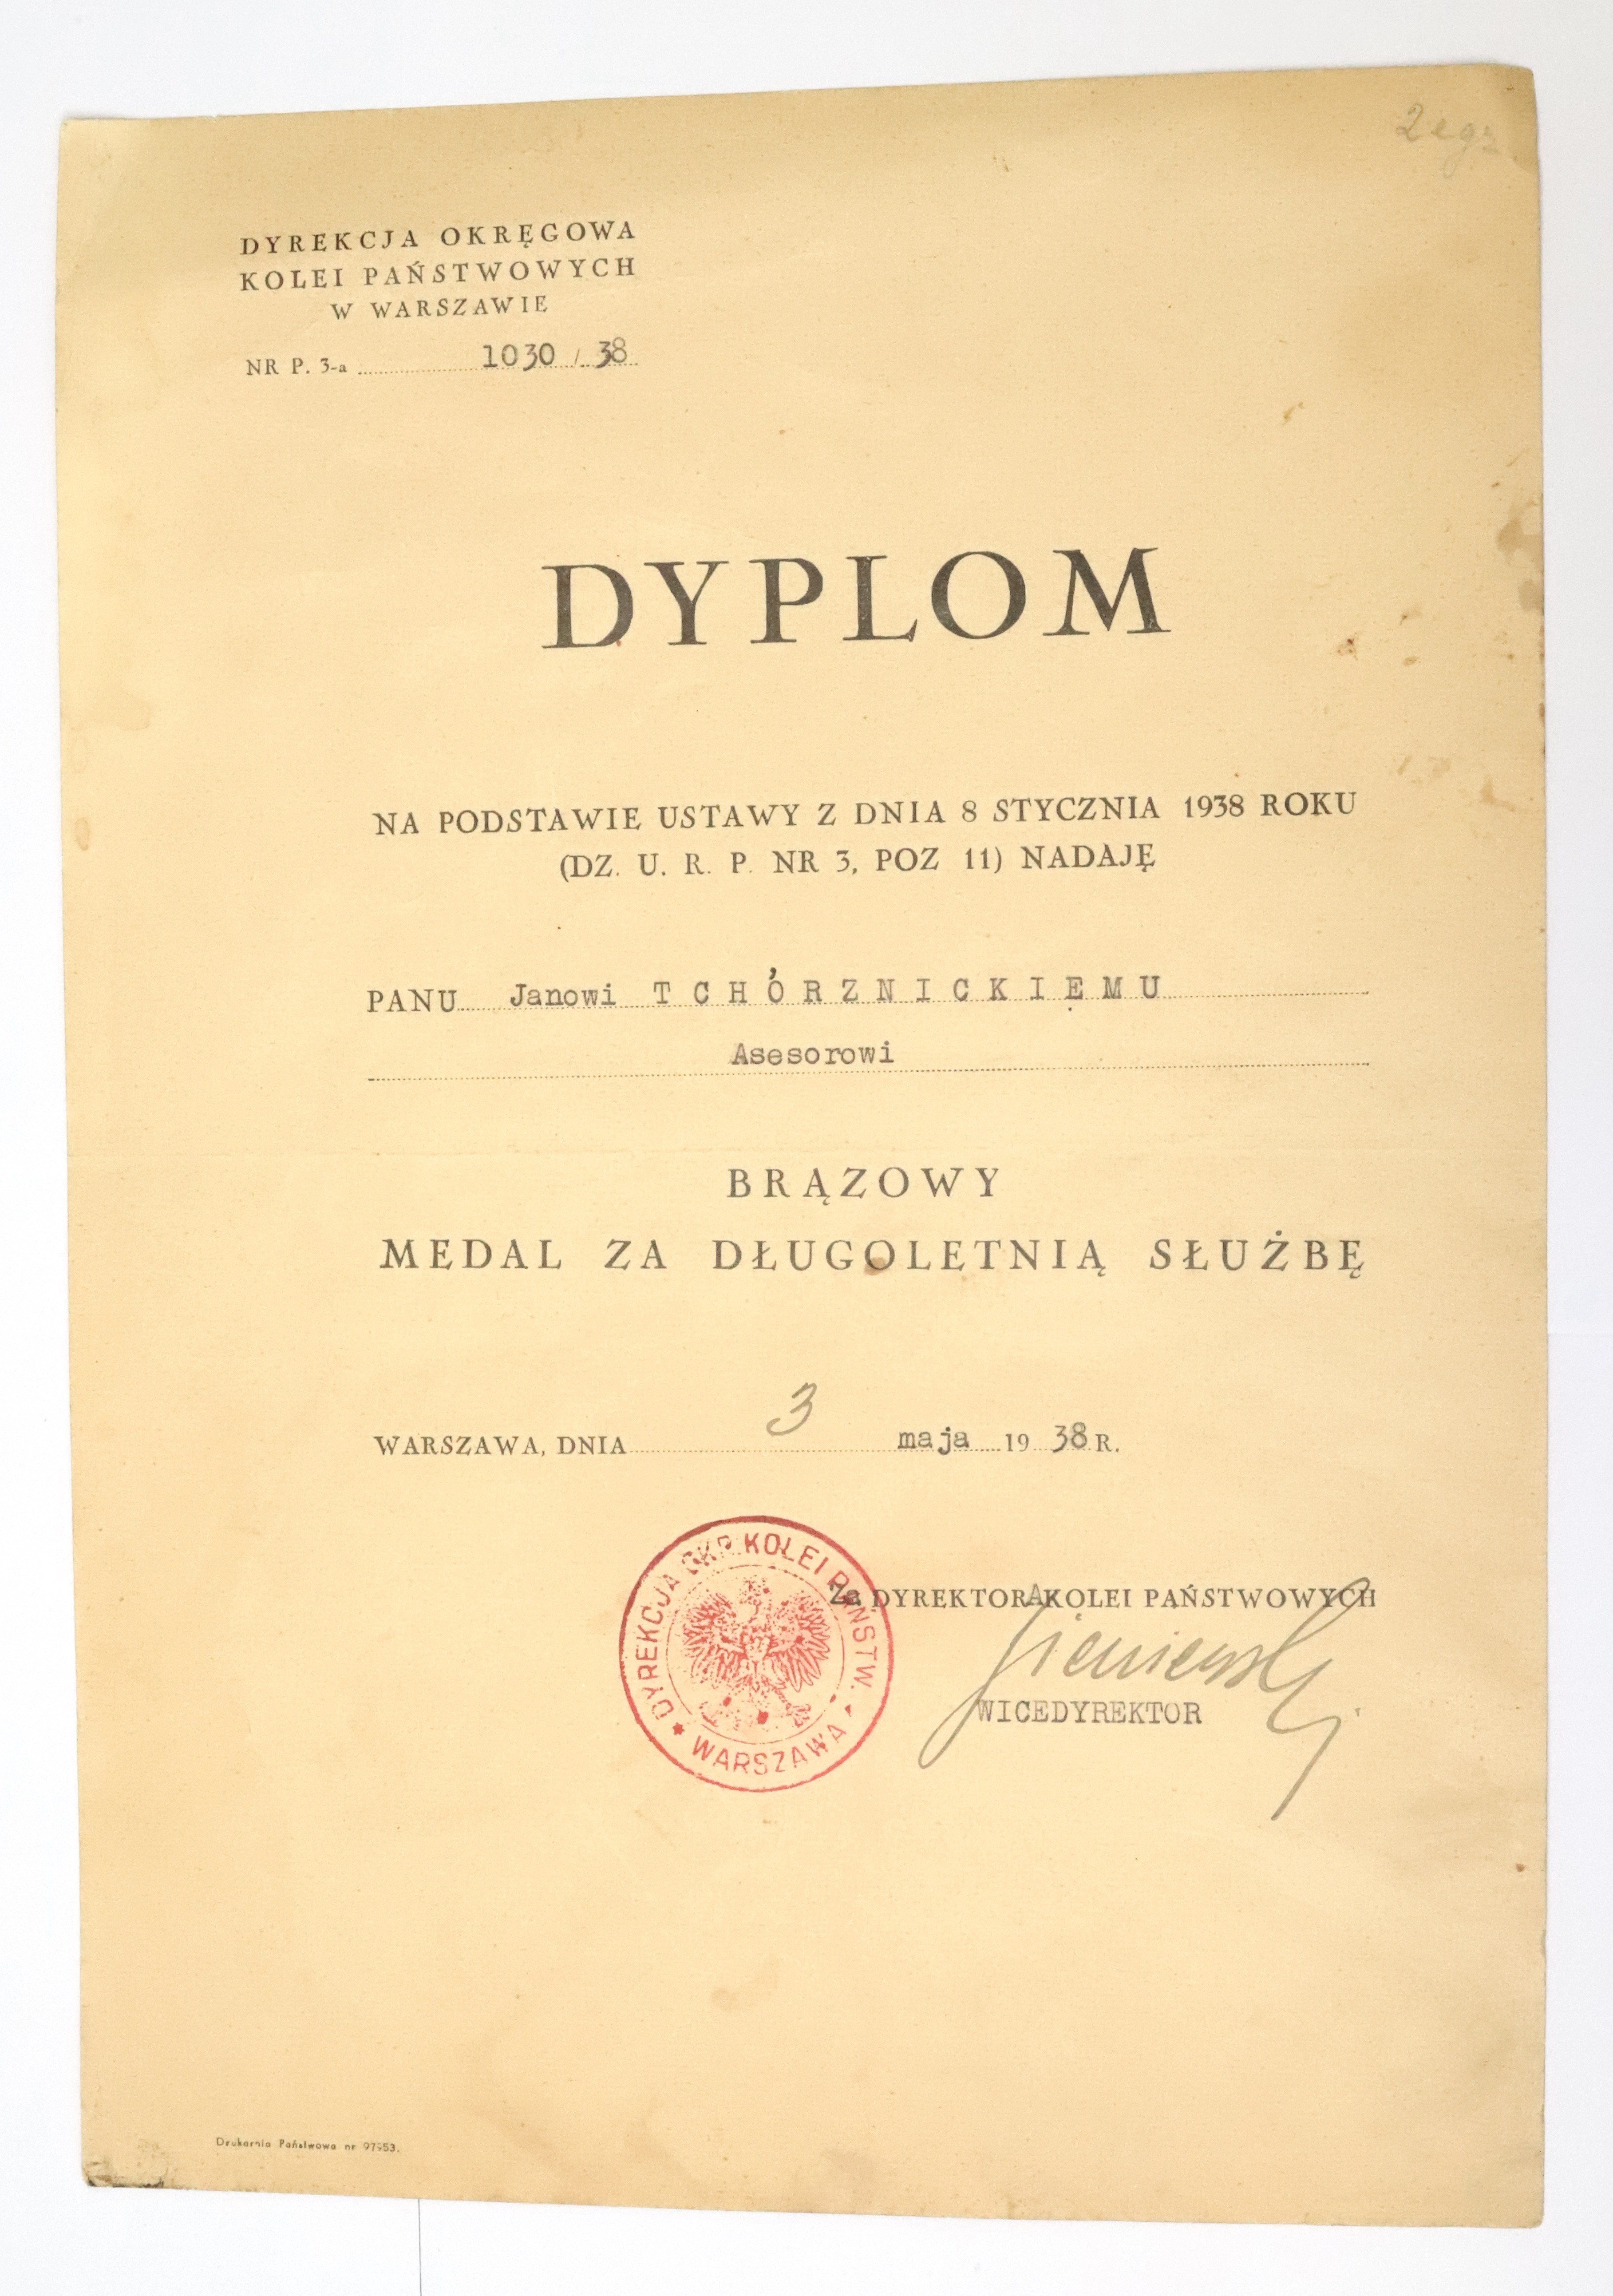 2 egz
DYREKCJA OKRĘGOWA
KOLEI PAŃSTWOWYCH
W WARSZAWIE
NR P. 3-a 1030 / 38
DYPLOM
NA PODSTAWIE USTAWY Z DNIA 8 STYCZNIA 1938 ROKU
(DZ. U. R. P. NR 3, POZ 11) NADAJĘ
PANU Janowi TCHÓRZNICKIEMU
Asesorowi
BRĄZOWY
MEDAL ZA DŁUGOLETNIĄ SŁUŻBĘ
WARSZAWA, DNIA 3 maja 1938 R.
DYREKCJA OKR. KOLEI PAŃSTW.
WARSZAWA
Za DYREKTORA KOLEI PAŃSTWOWYCH
WICEDYREKTOR
Drukarnia Państwowa nr 97953.